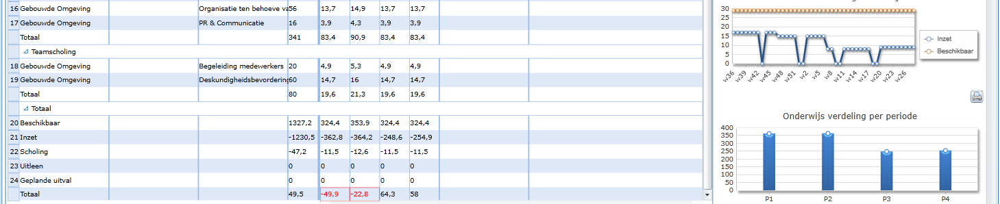 16 Gebouwde Omgeving Organisatie ten behoeve va 56 13,7 14,9 13,7 13,7
17 Gebouwde Omgeving PR & Communicatie 16 3,9 4,3 3,9 3,9
Totaal 341 83,4 90,9 83,4 83,4
Teamscholing
18 Gebouwde Omgeving Begeleiding medewerkers 20 4,9 5,3 4,9 4,9
19 Gebouwde Omgeving Deskundigheidsbevordering 60 14,7 16 14,7 14,7
Totaal 80 19,6 21,3 19,6 19,6
Totaal
20 Beschikbaar 1327,2 324,4 353,9 324,4 324,4
21 Inzet -1230,5 -362,8 -364,2 -248,6 -254,9
22 Scholing -47,2 -11,5 -12,6 -11,5 -11,5
23 Uitleen 0 0 0 0 0
24 Geplande uitval 0 0 0 0 0
Totaal 49,5 -49,9 -22,8 64,3 58
30
25
20
15
10
5
0
w36 w39 w42 w45 w48 w51 w2 w5 w8 w11 w14 w17 w20 w23 w26
Inzet
Beschikbaar
Onderwijs verdeling per periode
400
350
300
250
200
150
100
50
0
P1 P2 P3 P4